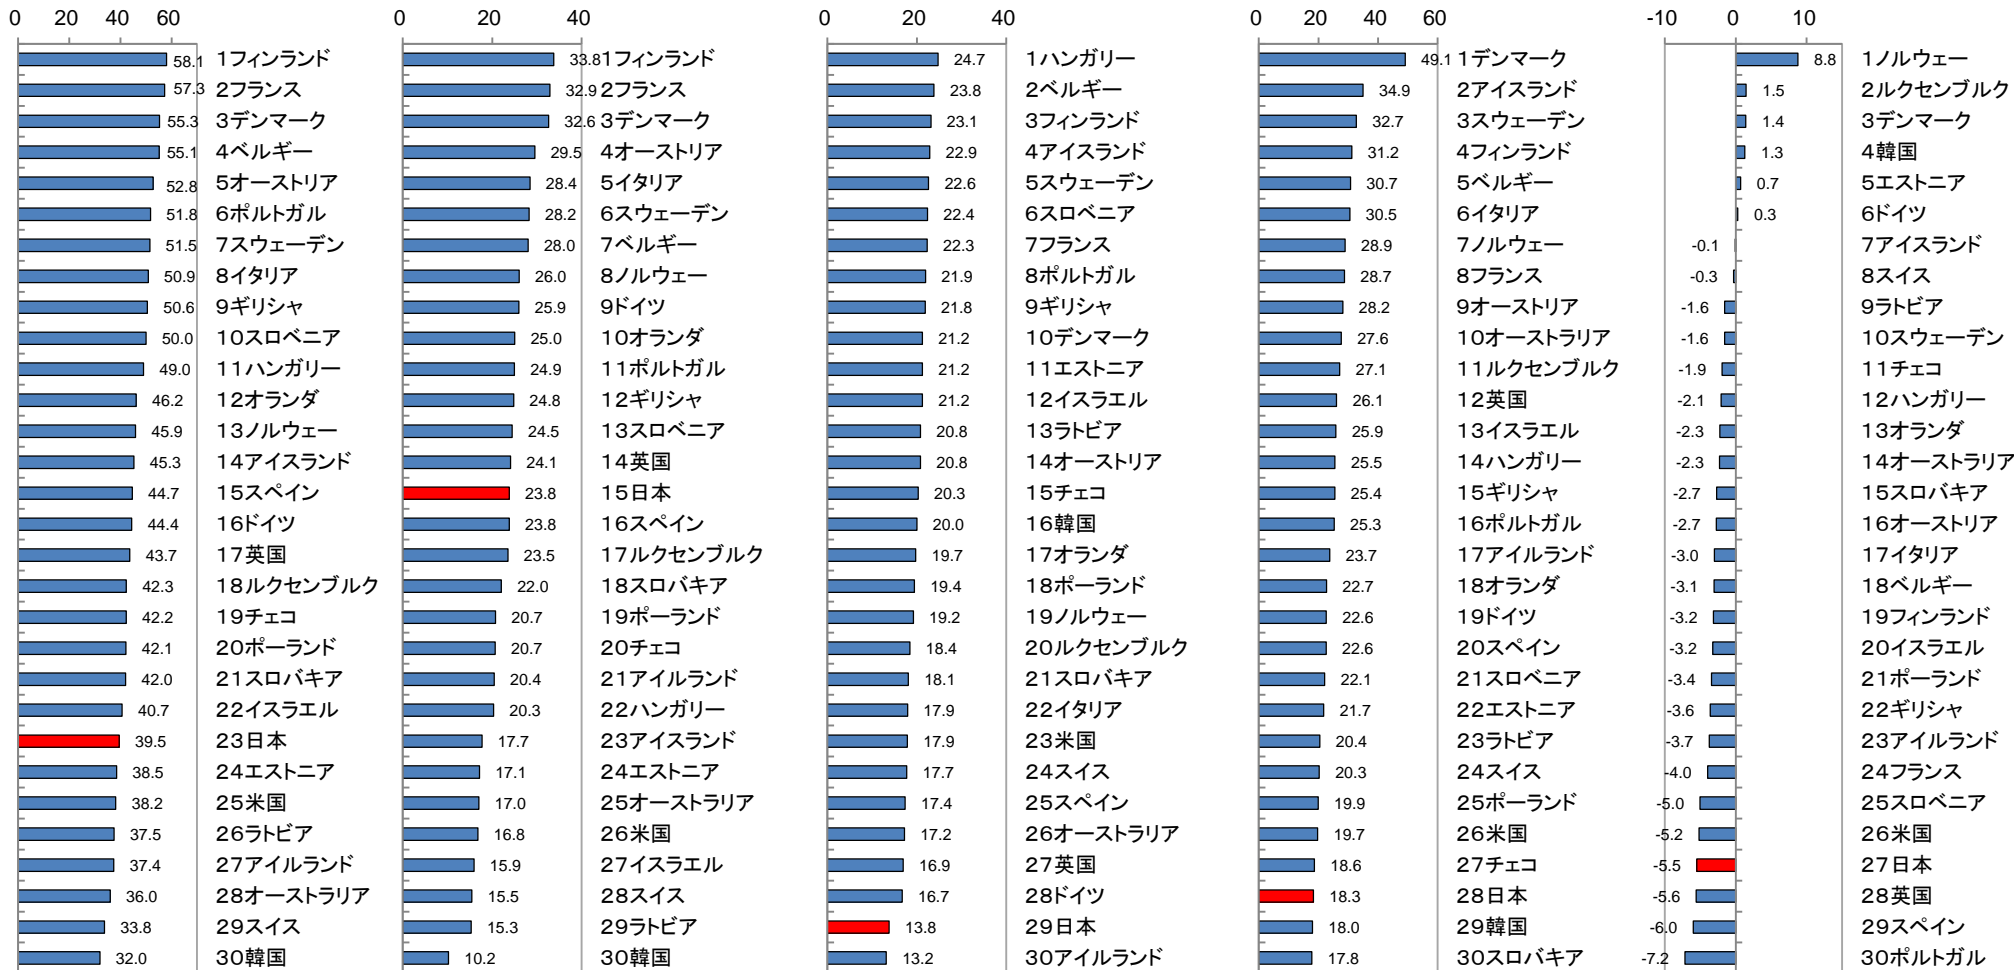 0 20 40 60 0 20 40 0 20 40 0 20 40 60 -10 0 10
58.1 1フィンランド 33.8 1フィンランド 24.7 1ハンガリー 49.1 1デンマーク 8.8 1ノルウェー
57.3 2フランス 32.9 2フランス 23.8 2ベルギー 34.9 2アイスランド 1.5 2ルクセンブルク
55.3 3デンマーク 32.6 3デンマーク 23.1 3フィンランド 32.7 3スウェーデン 1.4 3デンマーク
55.1 4ベルギー 29.5 4オーストリア 22.9 4アイスランド 31.2 4フィンランド 1.3 4韓国
52.8 5オーストリア 28.4 5イタリア 22.6 5スウェーデン 30.7 5ベルギー 0.7 5エストニア
51.8 6ポルトガル 28.2 6スウェーデン 22.4 6スロベニア 30.5 6イタリア 0.3 6ドイツ
51.5 7スウェーデン 28.0 7ベルギー 22.3 7フランス 28.9 7ノルウェー -0.1 7アイスランド
50.9 8イタリア 26.0 8ノルウェー 21.9 8ポルトガル 28.7 8フランス -0.3 8スイス
50.6 9ギリシャ 25.9 9ドイツ 21.8 9ギリシャ 28.2 9オーストリア -1.6 9ラトビア
50.0 10スロベニア 25.0 10オランダ 21.2 10デンマーク 27.6 10オーストラリア -1.6 10スウェーデン
49.0 11ハンガリー 24.9 11ポルトガル 21.2 11エストニア 27.1 11ルクセンブルク -1.9 11チェコ
46.2 12オランダ 24.8 12ギリシャ 21.2 12イスラエル 26.1 12英国 -2.1 12ハンガリー
45.9 13ノルウェー 24.5 13スロベニア 20.8 13ラトビア 25.9 13イスラエル -2.3 13オランダ
45.3 14アイスランド 24.1 14英国 20.8 14オーストリア 25.5 14ハンガリー -2.3 14オーストラリア
44.7 15スペイン 23.8 15日本 20.3 15チェコ 25.4 15ギリシャ -2.7 15スロバキア
44.4 16ドイツ 23.8 16スペイン 20.0 16韓国 25.3 16ポルトガル -2.7 16オーストリア
43.7 17英国 23.5 17ルクセンブルク 19.7 17オランダ 23.7 17アイルランド -3.0 17イタリア
42.3 18ルクセンブルク 22.0 18スロバキア 19.4 18ポーランド 22.7 18オランダ -3.1 18ベルギー
42.2 19チェコ 20.7 19ポーランド 19.2 19ノルウェー 22.6 19ドイツ -3.2 19フィンランド
42.1 20ポーランド 20.7 20チェコ 18.4 20ルクセンブルク 22.6 20スペイン -3.2 20イスラエル
42.0 21スロバキア 20.4 21アイルランド 18.1 21スロバキア 22.1 21スロベニア -3.4 21ポーランド
40.7 22イスラエル 20.3 22ハンガリー 17.9 22イタリア 21.7 22エストニア -3.6 22ギリシャ
39.5 23日本 17.7 23アイスランド 17.9 23米国 20.4 23ラトビア -3.7 23アイルランド
38.5 24エストニア 17.1 24エストニア 17.7 24スイス 20.3 24スイス -4.0 24フランス
38.2 25米国 17.0 25オーストラリア 17.4 25スペイン 19.9 25ポーランド -5.0 25スロベニア
37.5 26ラトビア 16.8 26米国 17.2 26オーストラリア 19.7 26米国 -5.2 26米国
37.4 27アイルランド 15.9 27イスラエル 16.9 27英国 18.6 27チェコ -5.5 27日本
36.0 28オーストラリア 15.5 28スイス 16.7 28ドイツ 18.3 28日本 -5.6 28英国
33.8 29スイス 15.3 29ラトビア 13.8 29日本 18.0 29韓国 -6.0 29スペイン
32.0 30韓国 10.2 30韓国 13.2 30アイルランド 17.8 30スロバキア -7.2 30ポルトガル